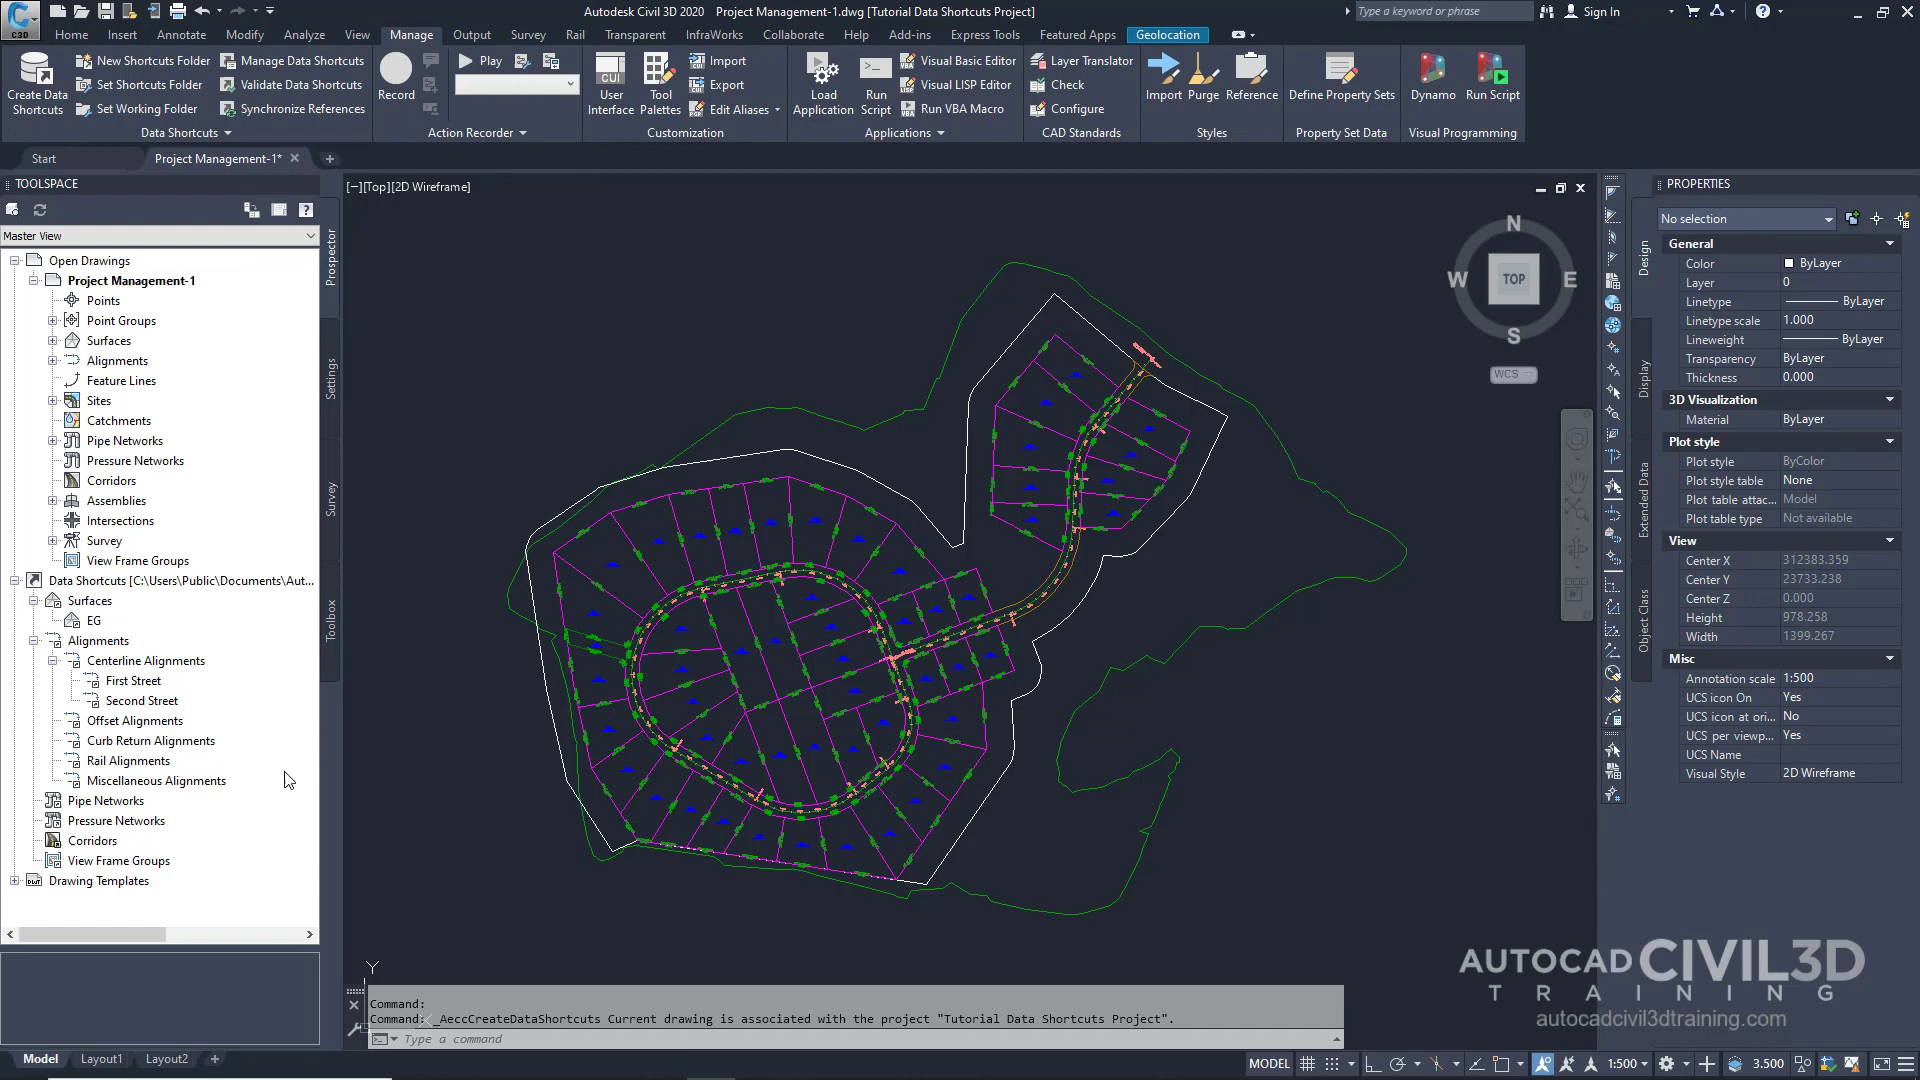 C3D
Autodesk Civil 3D 2020 Project Management-1.dwg [Tutorial Data Shortcuts Project]
Type a keyword or phrase
Sign In
Home Insert Annotate Modify Analyze View Manage Output Survey Rail Transparent InfraWorks Collaborate Help Add-ins Express Tools Featured Apps Geolocation
Create Data Shortcuts
New Shortcuts Folder
Set Shortcuts Folder
Set Working Folder
Manage Data Shortcuts
Validate Data Shortcuts
Synchronize References
Data Shortcuts
Record
Play
Action Recorder
CUI
User Interface
Tool Palettes
Import
Export
Edit Aliases
Customization
Load Application
Run Script
Visual Basic Editor
Visual LISP Editor
Run VBA Macro
Applications
Layer Translator
Check
Configure
CAD Standards
Import
Purge
Reference
Styles
Define Property Sets
Property Set Data
Dynamo
Run Script
Visual Programming
Start
Project Management-1*
TOOLSPACE
Master View
Open Drawings
Project Management-1
Points
Point Groups
Surfaces
Alignments
Feature Lines
Sites
Catchments
Pipe Networks
Pressure Networks
Corridors
Assemblies
Intersections
Survey
View Frame Groups
Data Shortcuts [C:\Users\Public\Documents\Aut...
Surfaces
EG
Alignments
Centerline Alignments
First Street
Second Street
Offset Alignments
Curb Return Alignments
Rail Alignments
Miscellaneous Alignments
Pipe Networks
Pressure Networks
Corridors
View Frame Groups
Drawing Templates
Prospector
Settings
Survey
Toolbox
[−][Top][2D Wireframe]
N
W
TOP
E
S
WCS
Y
Command:
Command: _AeccCreateDataShortcuts Current drawing is associated with the project "Tutorial Data Shortcuts Project".
Type a command
PROPERTIES
No selection
Design
Display
Extended Data
Object Class
General
Color ByLayer
Layer 0
Linetype ByLayer
Linetype scale 1.000
Lineweight ByLayer
Transparency ByLayer
Thickness 0.000
3D Visualization
Material ByLayer
Plot style
Plot style ByColor
Plot style table None
Plot table attac... Model
Plot table type Not available
View
Center X 312383.359
Center Y 23733.238
Center Z 0.000
Height 978.258
Width 1399.267
Misc
Annotation scale 1:500
UCS icon On Yes
UCS icon at ori... No
UCS per viewp... Yes
UCS Name
Visual Style 2D Wireframe
AUTOCAD CIVIL3D
TRAINING
autocadcivil3dtraining.com
Model Layout1 Layout2
MODEL 1:500 3.500